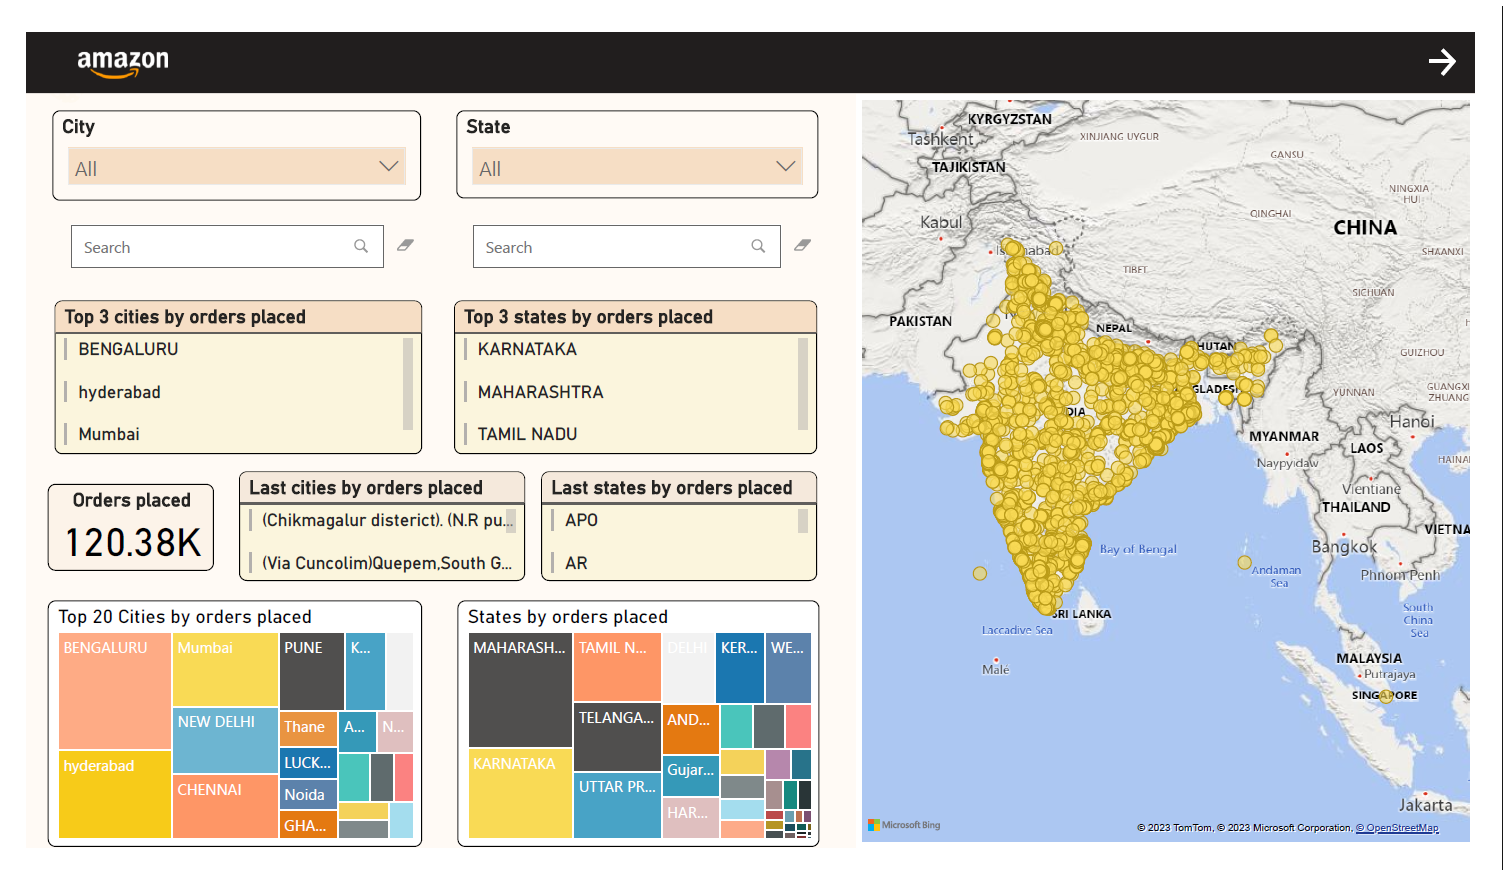 amazon
City
All
State
All
Search
Search
Top 3 cities by orders placed
BENGALURU
hyderabad
Mumbai
Top 3 states by orders placed
KARNATAKA
MAHARASHTRA
TAMIL NADU
Orders placed
120.38K
Last cities by orders placed
(Chikmagalur disterict). (N.R pu...
(Via Cuncolim)Quepem,South G...
Last states by orders placed
APO
AR
Top 20 Cities by orders placed
BENGALURU
hyderabad
Mumbai
NEW DELHI
CHENNAI
PUNE
Thane
LUCK...
Noida
GHA...
K...
A...
N...
States by orders placed
MAHARASH...
KARNATAKA
TAMIL N...
TELANGA...
UTTAR PR...
DELHI
AND...
Gujar...
HAR...
KER...
WE...
KYRGYZSTAN
Tashkent
XINJIANG UYGUR
TAJIKISTAN
GANSU
NINGXIA
HUI
Kabul
QINGHAI
CHINA
SHAANXI
TIBET
SICHUAN
PAKISTAN
NEPAL
GUIZHOU
YUNNAN
GUANGXI
ZHUANG
Hanoi
MYANMAR
LAOS
HAINA
Naypyidaw
Vientiane
THAILAND
VIETNA
Bay of Bengal
Bangkok
Andaman
Sea
Phnom Penh
SRI LANKA
South
China
Sea
Laccadive Sea
Malé
MALAYSIA
Putrajaya
SINGAPORE
Jakarta
Microsoft Bing
© 2023 TomTom, © 2023 Microsoft Corporation, © OpenStreetMap